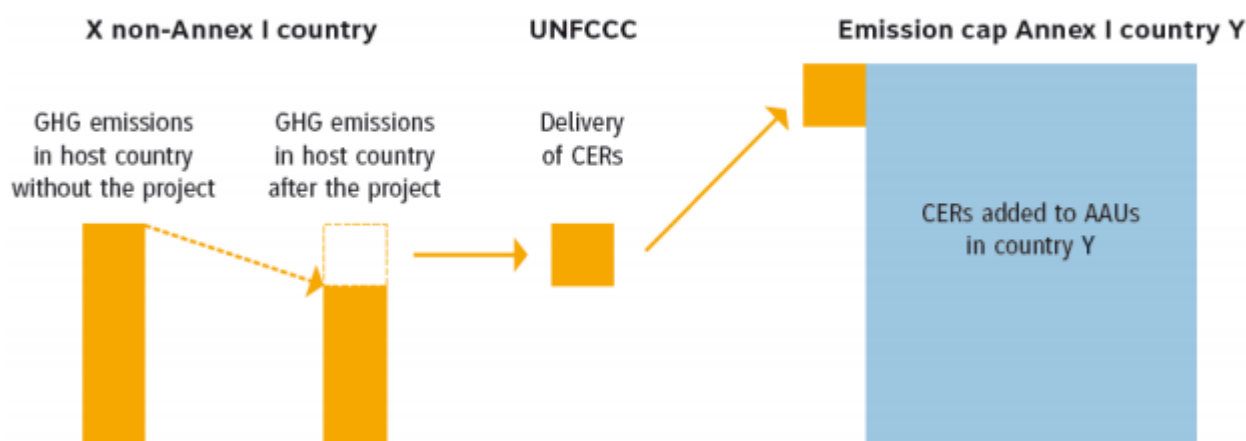 X non-Annex I country
UNFCCC
Emission cap Annex I country Y
GHG emissions
in host country
without the project
GHG emissions
in host country
after the project
Delivery
of CERs
CERs added to AAUs
in country Y